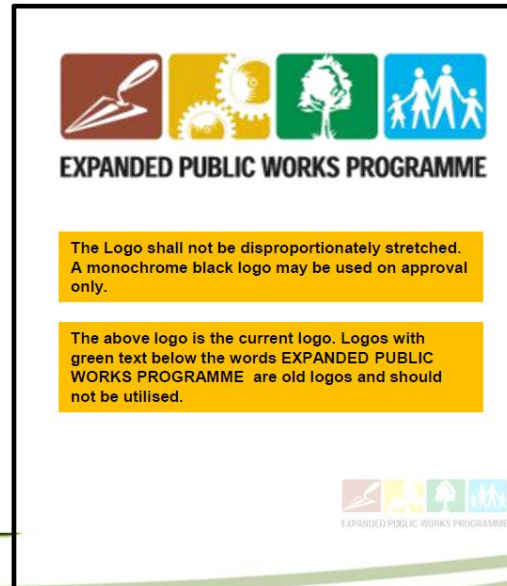 EXPANDED PUBLIC WORKS PROGRAMME
The Logo shall not be disproportionately stretched.
A monochrome black logo may be used on approval
only.
The above logo is the current logo. Logos with
green text below the words EXPANDED PUBLIC
WORKS PROGRAMME are old logos and should
not be utilised.
EXPANDED PUBLIC WORKS PROGRAMME